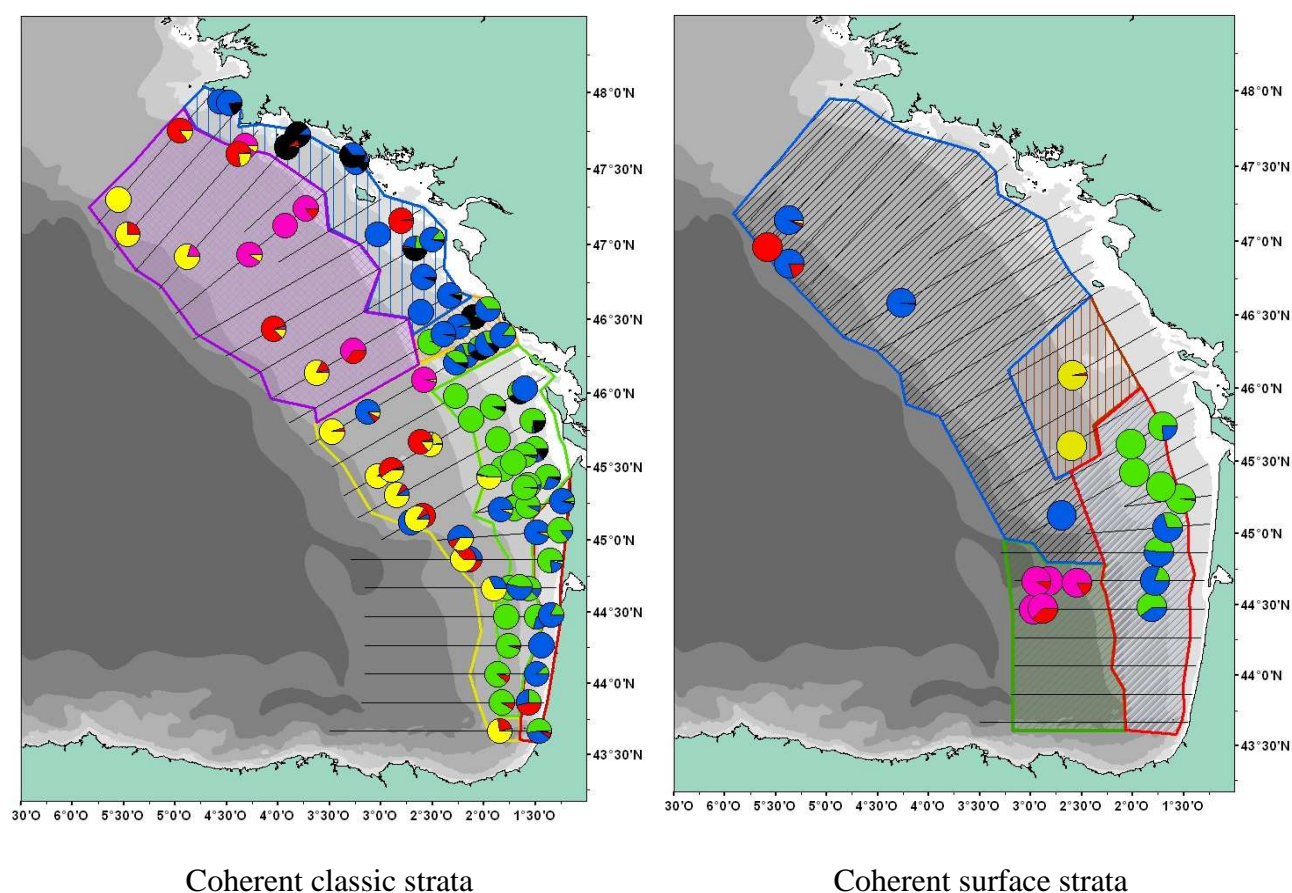 48°0'N
47°30'N
47°0'N
46°30'N
46°0'N
45°30'N
45°0'N
44°30'N
44°0'N
43°30'N
30'O 6°0'O 5°30'O 5°0'O 4°30'O 4°0'O 3°30'O 3°0'O 2°30'O 2°0'O 1°30'O
48°0'N
47°30'N
47°0'N
46°30'N
46°0'N
45°30'N
45°0'N
44°30'N
44°0'N
43°30'N
30'O 6°0'O 5°30'O 5°0'O 4°30'O 4°0'O 3°30'O 3°0'O 2°30'O 2°0'O 1°30'O
Coherent classic strata
Coherent surface strata